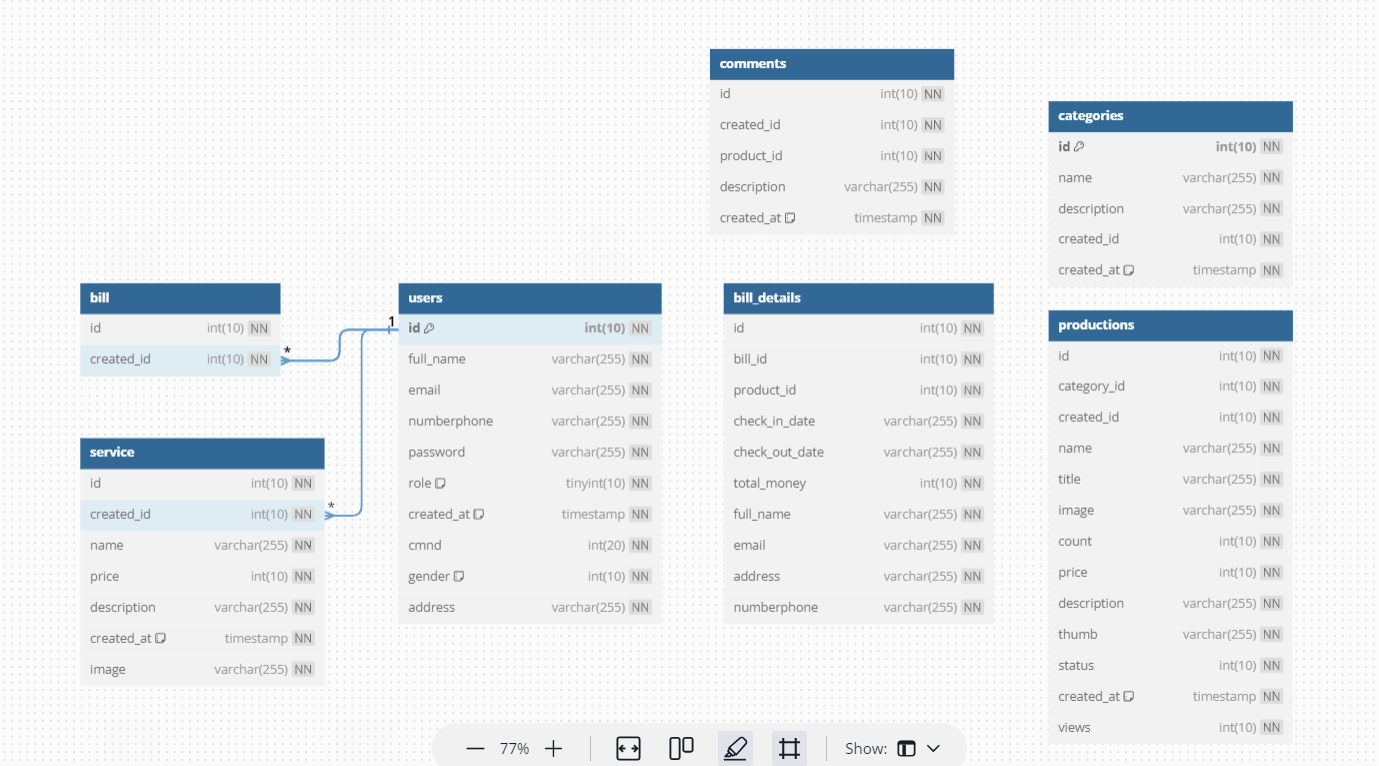 comments
id int(10) NN
created_id int(10) NN
product_id int(10) NN
description varchar(255) NN
created_at timestamp NN
categories
id int(10) NN
name varchar(255) NN
description varchar(255) NN
created_id int(10) NN
created_at timestamp NN
bill
id int(10) NN
created_id int(10) NN
* 1
service
id int(10) NN
created_id int(10) NN
*
name varchar(255) NN
price int(10) NN
description varchar(255) NN
created_at timestamp NN
image varchar(255) NN
users
id int(10) NN
full_name varchar(255) NN
email varchar(255) NN
numberphone varchar(255) NN
password varchar(255) NN
role tinyint(10) NN
created_at timestamp NN
cmnd int(20) NN
gender int(10) NN
address varchar(255) NN
bill_details
id int(10) NN
bill_id int(10) NN
product_id int(10) NN
check_in_date varchar(255) NN
check_out_date varchar(255) NN
total_money int(10) NN
full_name varchar(255) NN
email varchar(255) NN
address varchar(255) NN
numberphone varchar(255) NN
productions
id int(10) NN
category_id int(10) NN
created_id int(10) NN
name varchar(255) NN
title varchar(255) NN
image varchar(255) NN
count int(10) NN
price int(10) NN
description varchar(255) NN
thumb varchar(255) NN
status int(10) NN
created_at timestamp NN
views int(10) NN
77% Show: